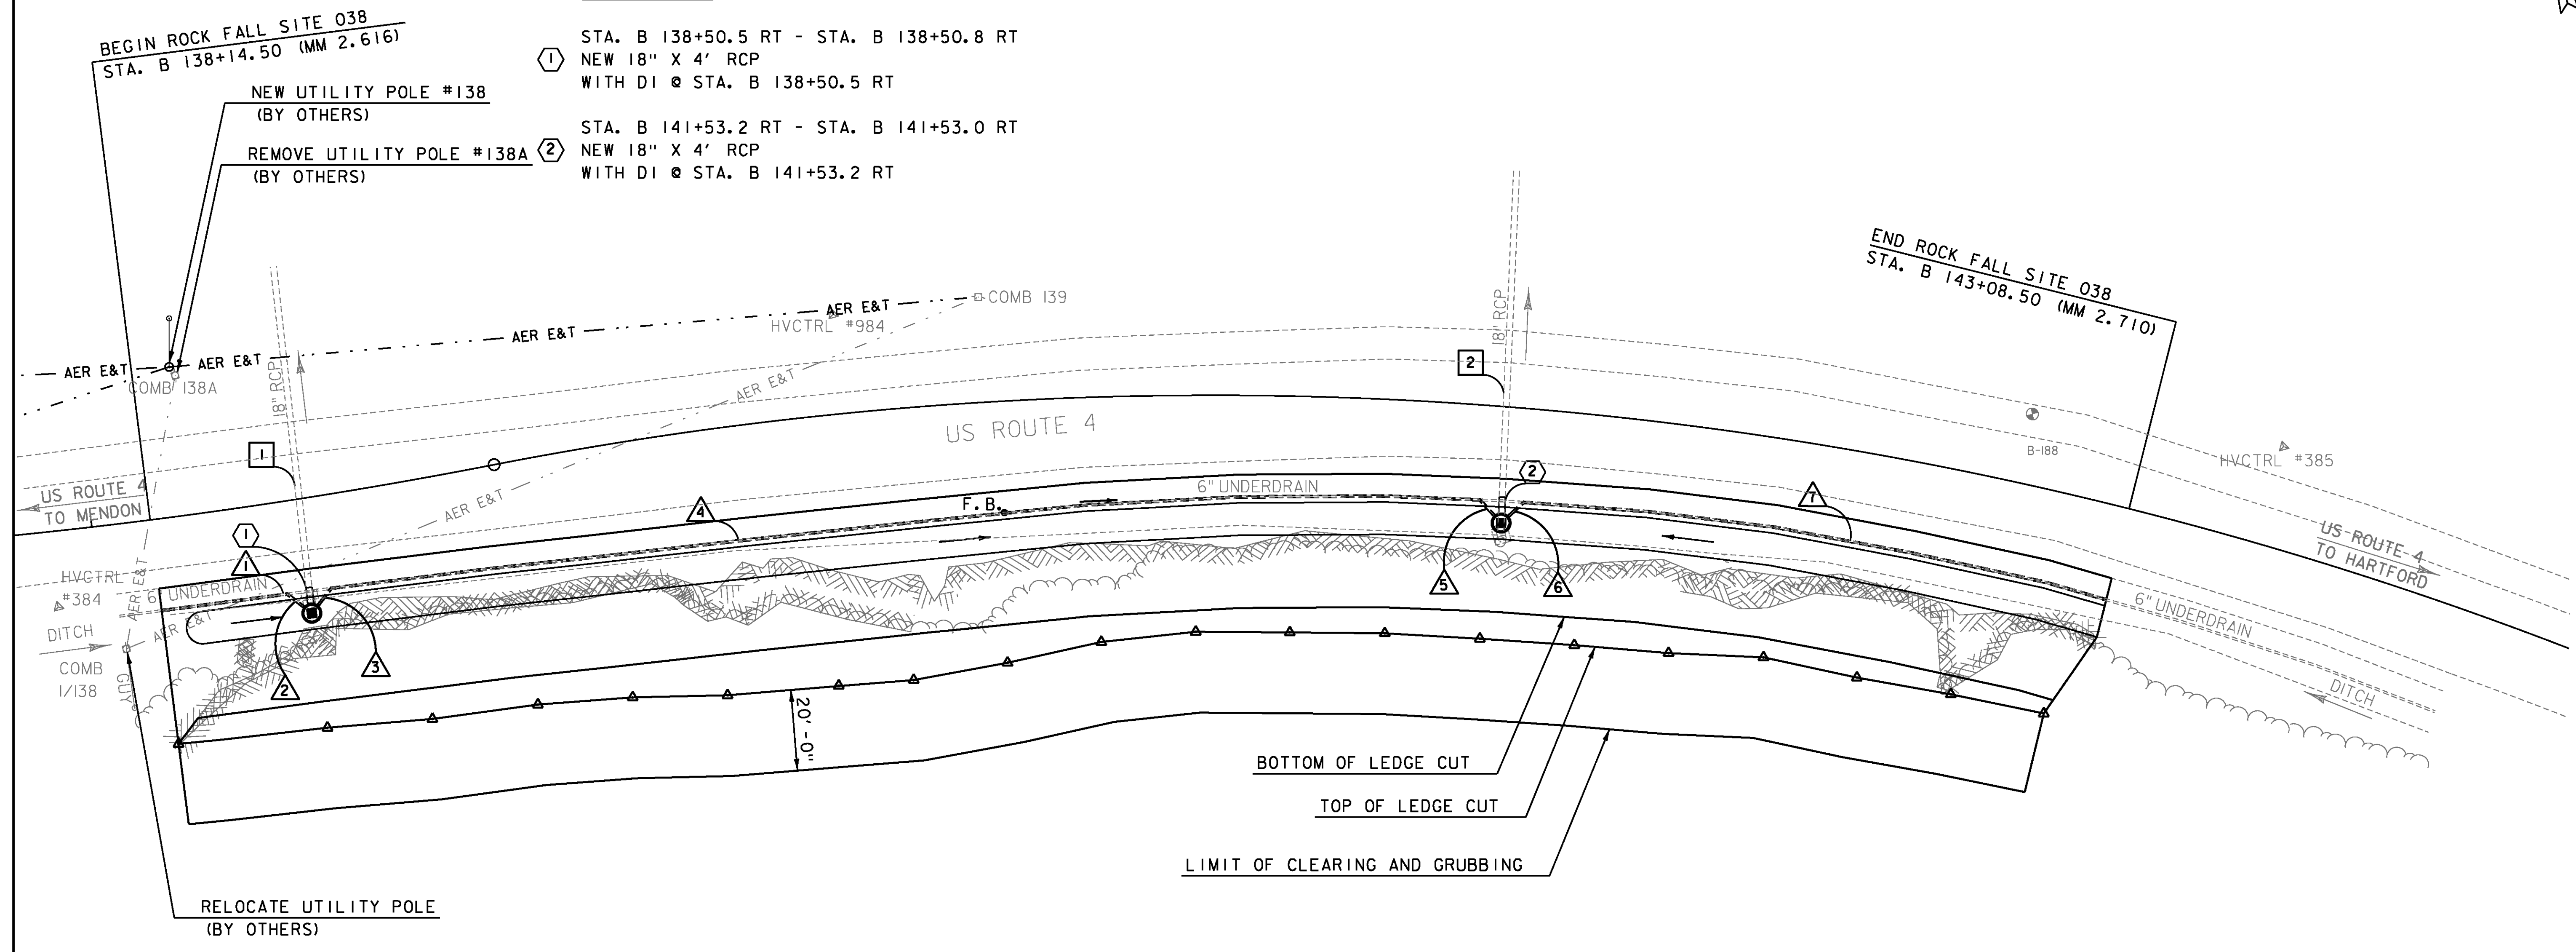 BEGIN ROCK FALL SITE 038
STA. B 138+14.50 (MM 2.616)
NEW UTILITY POLE #138
(BY OTHERS)
REMOVE UTILITY POLE #138A
(BY OTHERS)
1
STA. B 138+50.5 RT - STA. B 138+50.8 RT
NEW 18" X 4' RCP
WITH DI @ STA. B 138+50.5 RT
2
STA. B 141+53.2 RT - STA. B 141+53.0 RT
NEW 18" X 4' RCP
WITH DI @ STA. B 141+53.2 RT
END ROCK FALL SITE 038
STA. B 143+08.50 (MM 2.710)
COMB 139
AER E&T
HVCTRL #984
AER E&T
AER E&T
AER E&T
COMB 138A
AER E&T
18" RCP
18" RCP
2
1
US ROUTE 4
B-188
HVCTRL #385
US ROUTE 4
TO MENDON
AER E&T
6" UNDERDRAIN
2
F.B.
4
7
1
1
US ROUTE 4
TO HARTFORD
HVCTRL
#384
AER E&T
6" UNDERDRAIN
AER E&T
5
6
6" UNDERDRAIN
DITCH
COMB
1/138
GUY
2
3
DITCH
20'-0"
BOTTOM OF LEDGE CUT
TOP OF LEDGE CUT
LIMIT OF CLEARING AND GRUBBING
RELOCATE UTILITY POLE
(BY OTHERS)